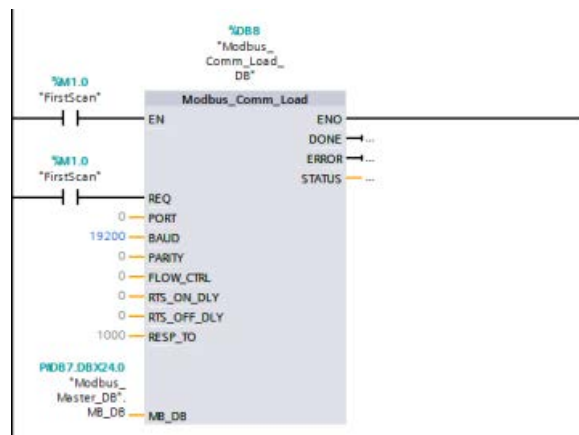 %DB8
"Modbus_
Comm_Load_
DB"
%M1.0
"FirstScan"
Modbus_Comm_Load
EN
ENO
DONE ...
ERROR ...
%M1.0
"FirstScan"
STATUS ...
REQ
0 PORT
19200 BAUD
0 PARITY
0 FLOW_CTRL
0 RTS_ON_DLY
0 RTS_OFF_DLY
1000 RESP_TO
P#DB7.DBX24.0
"Modbus_
Master_DB".
MB_DB MB_DB